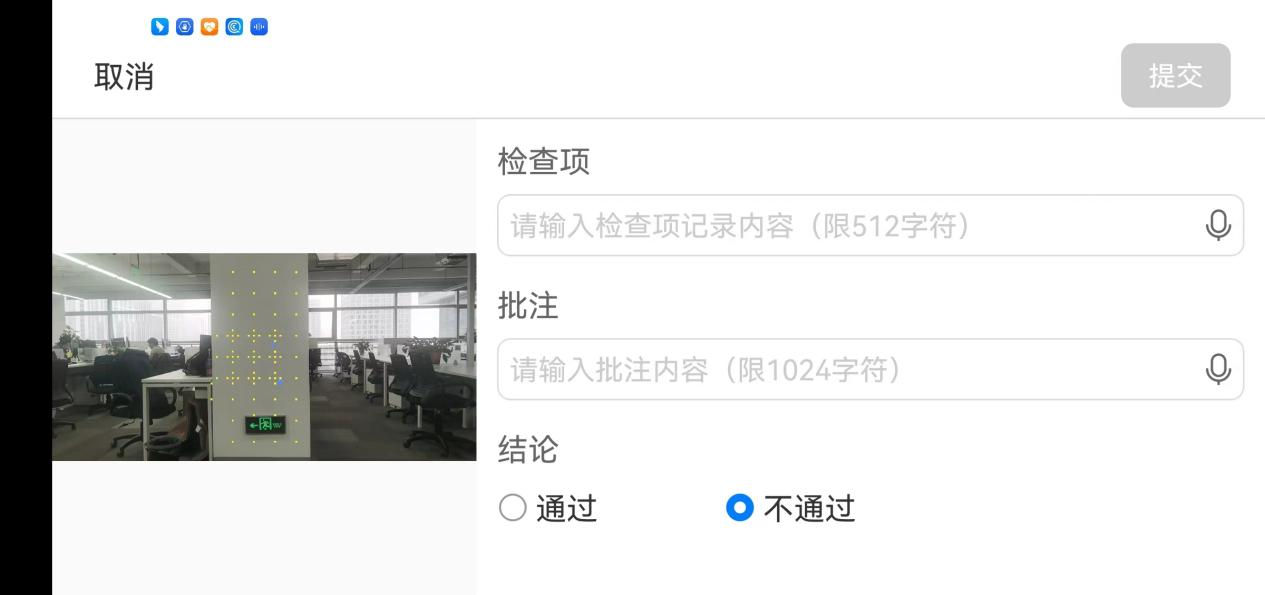 取消
提交
检查项
请输入检查项记录内容（限512字符）
批注
请输入批注内容（限1024字符）
结论
通过
不通过